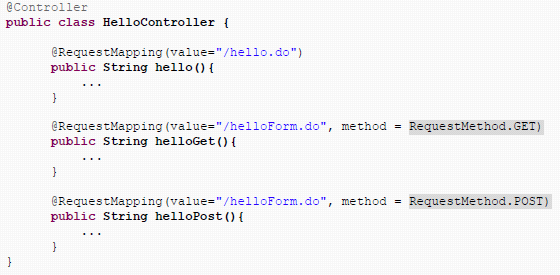 @Controller
public class HelloController {
@RequestMapping(value="/hello.do")
public String hello(){
...
}
@RequestMapping(value="/helloForm.do", method = RequestMethod.GET)
public String helloGet(){
...
}
@RequestMapping(value="/helloForm.do", method = RequestMethod.POST)
public String helloPost(){
...
}
}